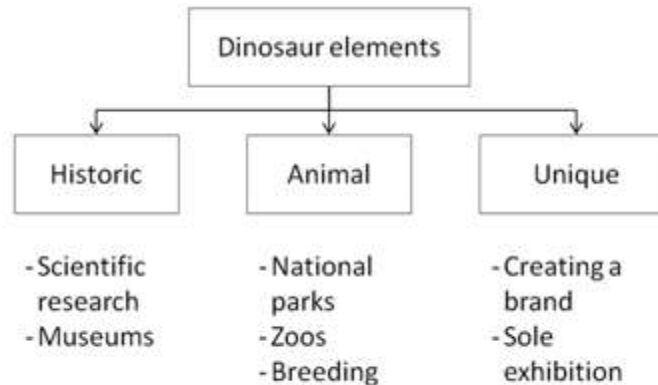 Dinosaur elements
Historic
Animal
Unique
- Scientific
research
- Museums
- National
parks
- Zoos
- Breeding
- Creating a
brand
- Sole
exhibition